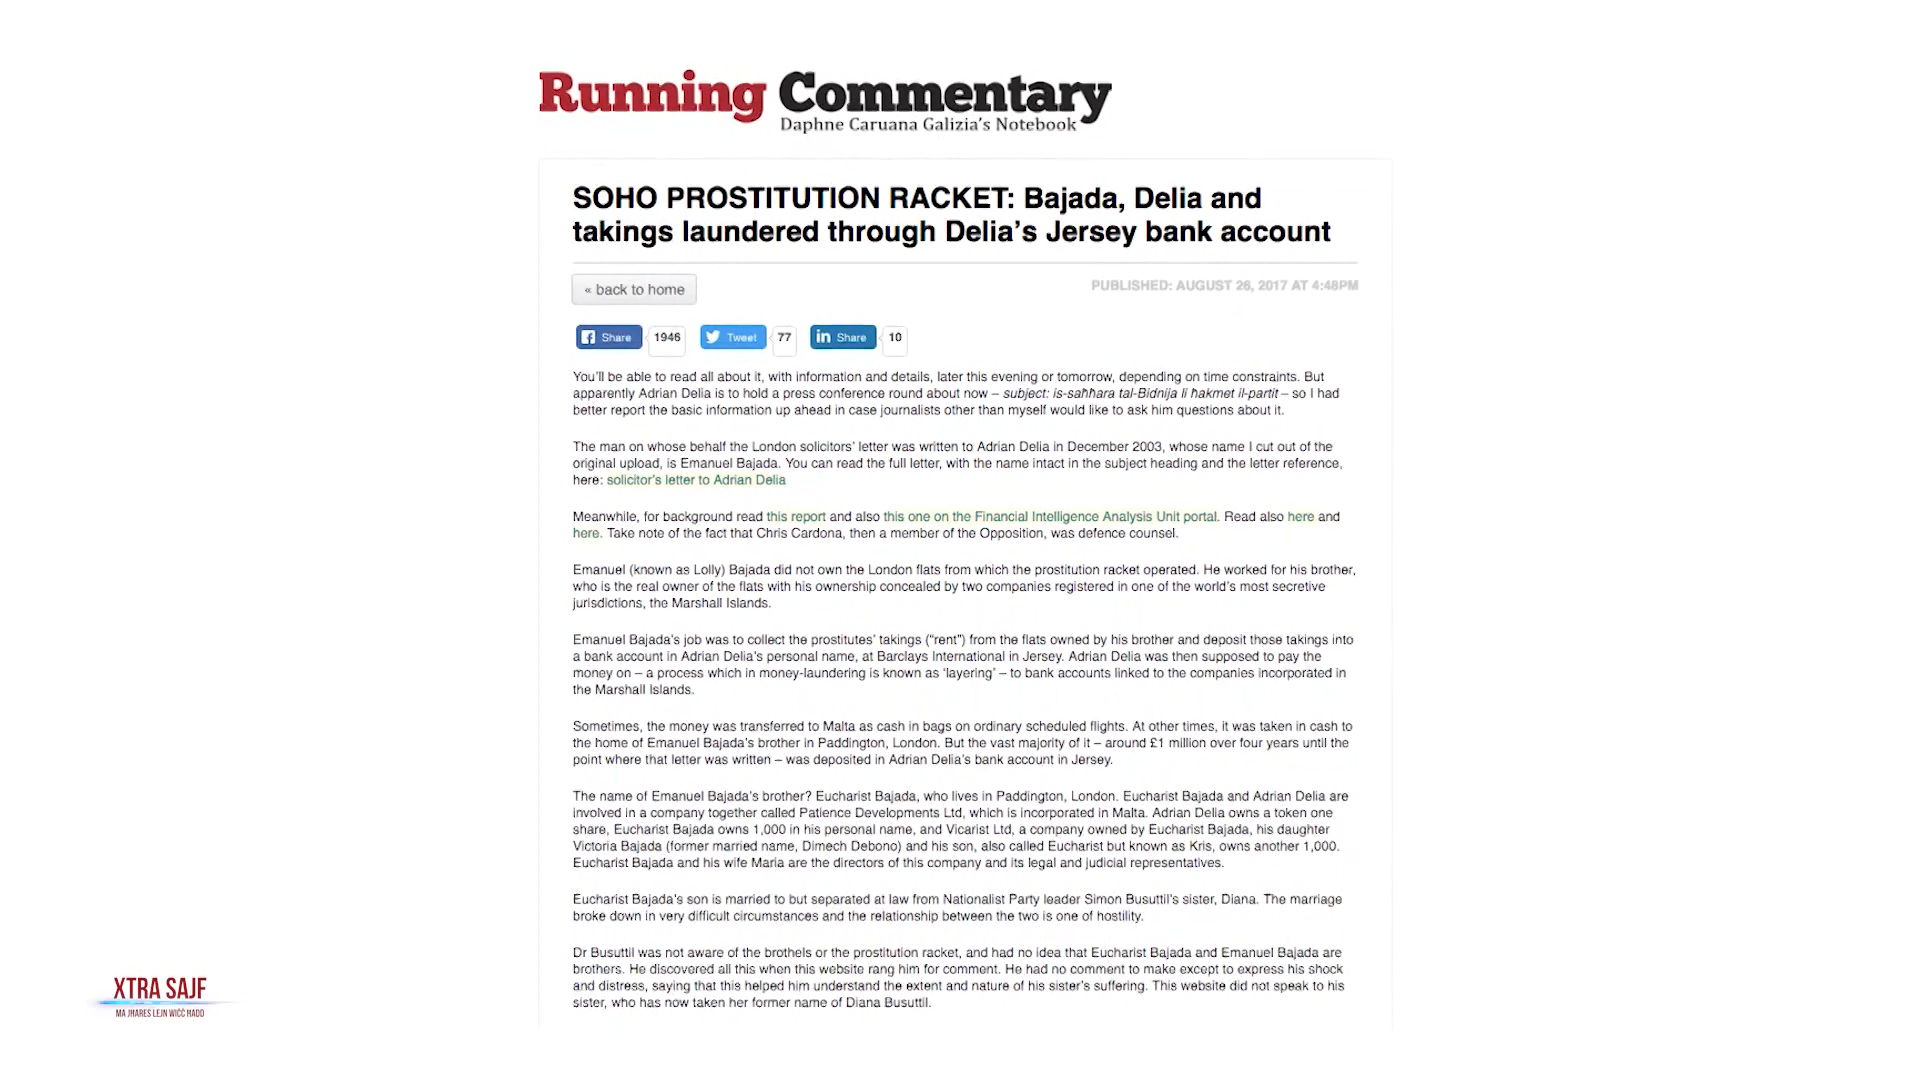 Running Commentary
Daphne Caruana Galizia's Notebook
SOHO PROSTITUTION RACKET: Bajada, Delia and
takings laundered through Delia's Jersey bank account
« back to home
PUBLISHED: AUGUST 26, 2017 AT 4:48PM
Share 1946 Tweet 77 Share 10
You'll be able to read all about it, with information and details, later this evening or tomorrow, depending on time constraints. But
apparently Adrian Delia is to hold a press conference round about now – subject: is-saħħara tal-Bidnija li ħakmet il-partit – so I had
better report the basic information up ahead in case journalists other than myself would like to ask him questions about it.
The man on whose behalf the London solicitors' letter was written to Adrian Delia in December 2003, whose name I cut out of the
original upload, is Emanuel Bajada. You can read the full letter, with the name intact in the subject heading and the letter reference,
here: solicitor's letter to Adrian Delia
Meanwhile, for background read this report and also this one on the Financial Intelligence Analysis Unit portal. Read also here and
here. Take note of the fact that Chris Cardona, then a member of the Opposition, was defence counsel.
Emanuel (known as Lolly) Bajada did not own the London flats from which the prostitution racket operated. He worked for his brother,
who is the real owner of the flats with his ownership concealed by two companies registered in one of the world's most secretive
jurisdictions, the Marshall Islands.
Emanuel Bajada's job was to collect the prostitutes' takings ("rent") from the flats owned by his brother and deposit those takings into
a bank account in Adrian Delia's personal name, at Barclays International in Jersey. Adrian Delia was then supposed to pay the
money on – a process which in money-laundering is known as 'layering' – to bank accounts linked to the companies incorporated in
the Marshall Islands.
Sometimes, the money was transferred to Malta as cash in bags on ordinary scheduled flights. At other times, it was taken in cash to
the home of Emanuel Bajada's brother in Paddington, London. But the vast majority of it – around £1 million over four years until the
point where that letter was written – was deposited in Adrian Delia's bank account in Jersey.
The name of Emanuel Bajada's brother? Eucharist Bajada, who lives in Paddington, London. Eucharist Bajada and Adrian Delia are
involved in a company together called Patience Developments Ltd, which is incorporated in Malta. Adrian Delia owns a token one
share, Eucharist Bajada owns 1,000 in his personal name, and Vicarist Ltd, a company owned by Eucharist Bajada, his daughter
Victoria Bajada (former married name, Dimech Debono) and his son, also called Eucharist but known as Kris, owns another 1,000.
Eucharist Bajada and his wife Maria are the directors of this company and its legal and judicial representatives.
Eucharist Bajada's son is married to but separated at law from Nationalist Party leader Simon Busuttil's sister, Diana. The marriage
broke down in very difficult circumstances and the relationship between the two is one of hostility.
Dr Busuttil was not aware of the brothels or the prostitution racket, and had no idea that Eucharist Bajada and Emanuel Bajada are
brothers. He discovered all this when this website rang him for comment. He had no comment to make except to express his shock
and distress, saying that this helped him understand the extent and nature of his sister's suffering. This website did not speak to his
sister, who has now taken her former name of Diana Busuttil.
XTRA SAJF
MA JHARES LEJN WIĊĊ HADD